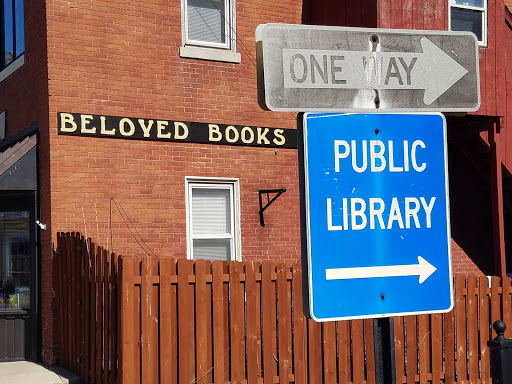 ONE WAY
BELOVED BOOKS
PUBLIC
LIBRARY